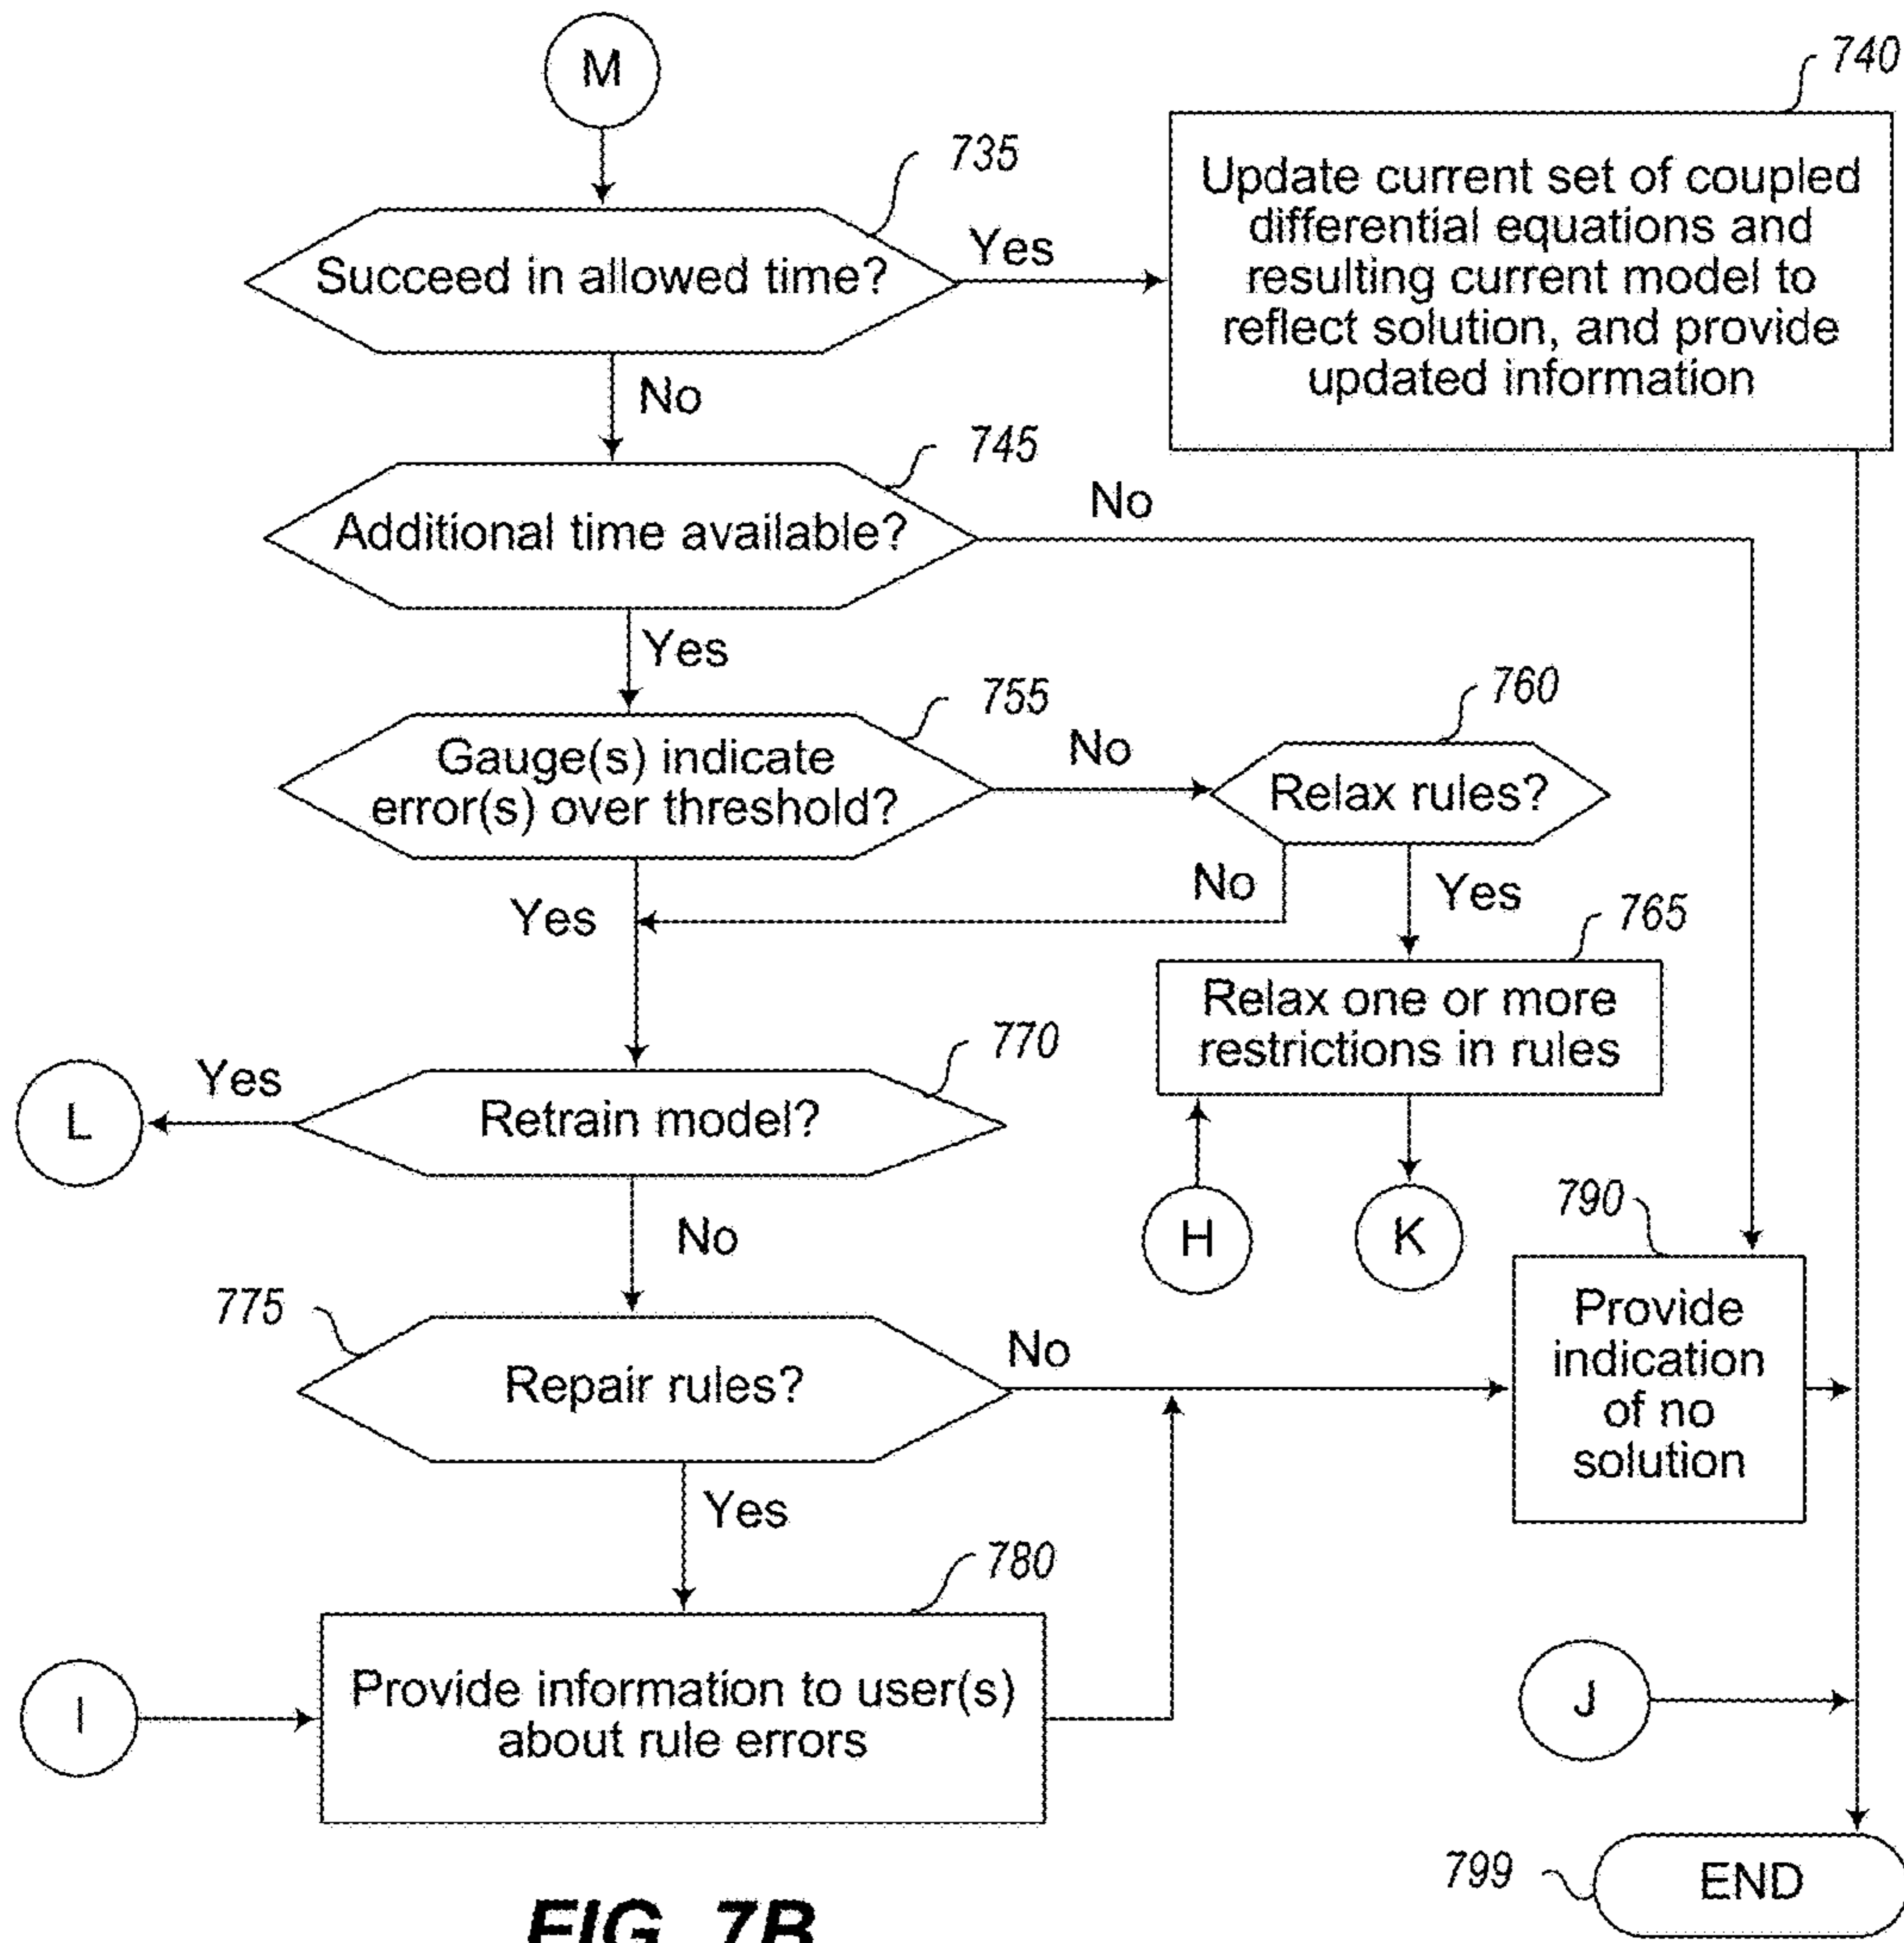 M
735
740
Succeed in allowed time?
Yes
Update current set of coupled
differential equations and
resulting current model to
reflect solution, and provide
updated information
No
745
Additional time available?
No
Yes
755
Gauge(s) indicate
error(s) over threshold?
No
760
Relax rules?
No
Yes
Yes
765
Relax one or more
restrictions in rules
770
L
Yes
Retrain model?
No
H
K
790
Provide
indication
of no
solution
775
Repair rules?
No
Yes
780
I
Provide information to user(s)
about rule errors
J
799
END
FIG. 7B